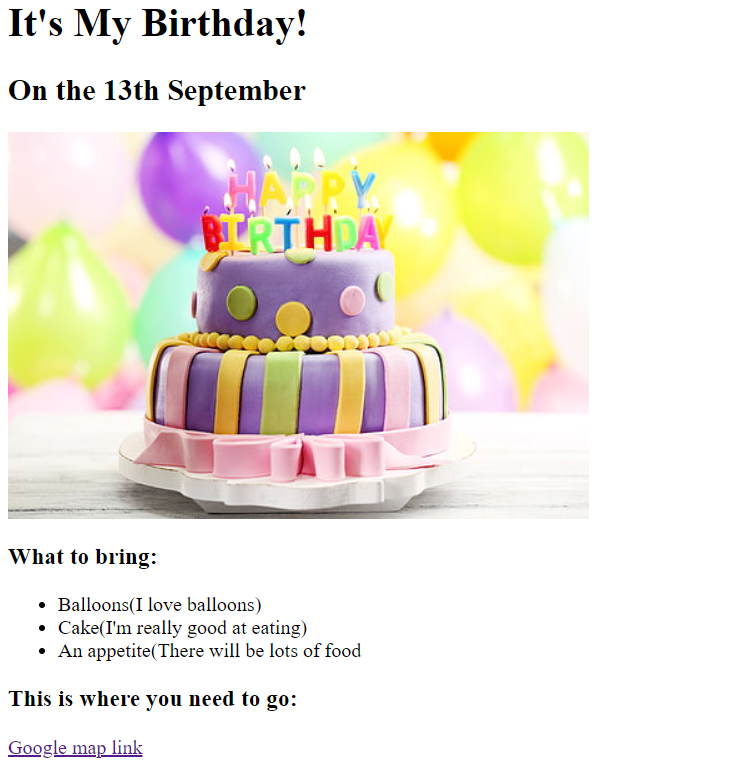 It's My Birthday!
On the 13th September
HAPPY
BIRTHDAY
What to bring:
Balloons(I love balloons)
Cake(I'm really good at eating)
An appetite(There will be lots of food
This is where you need to go:
Google map link